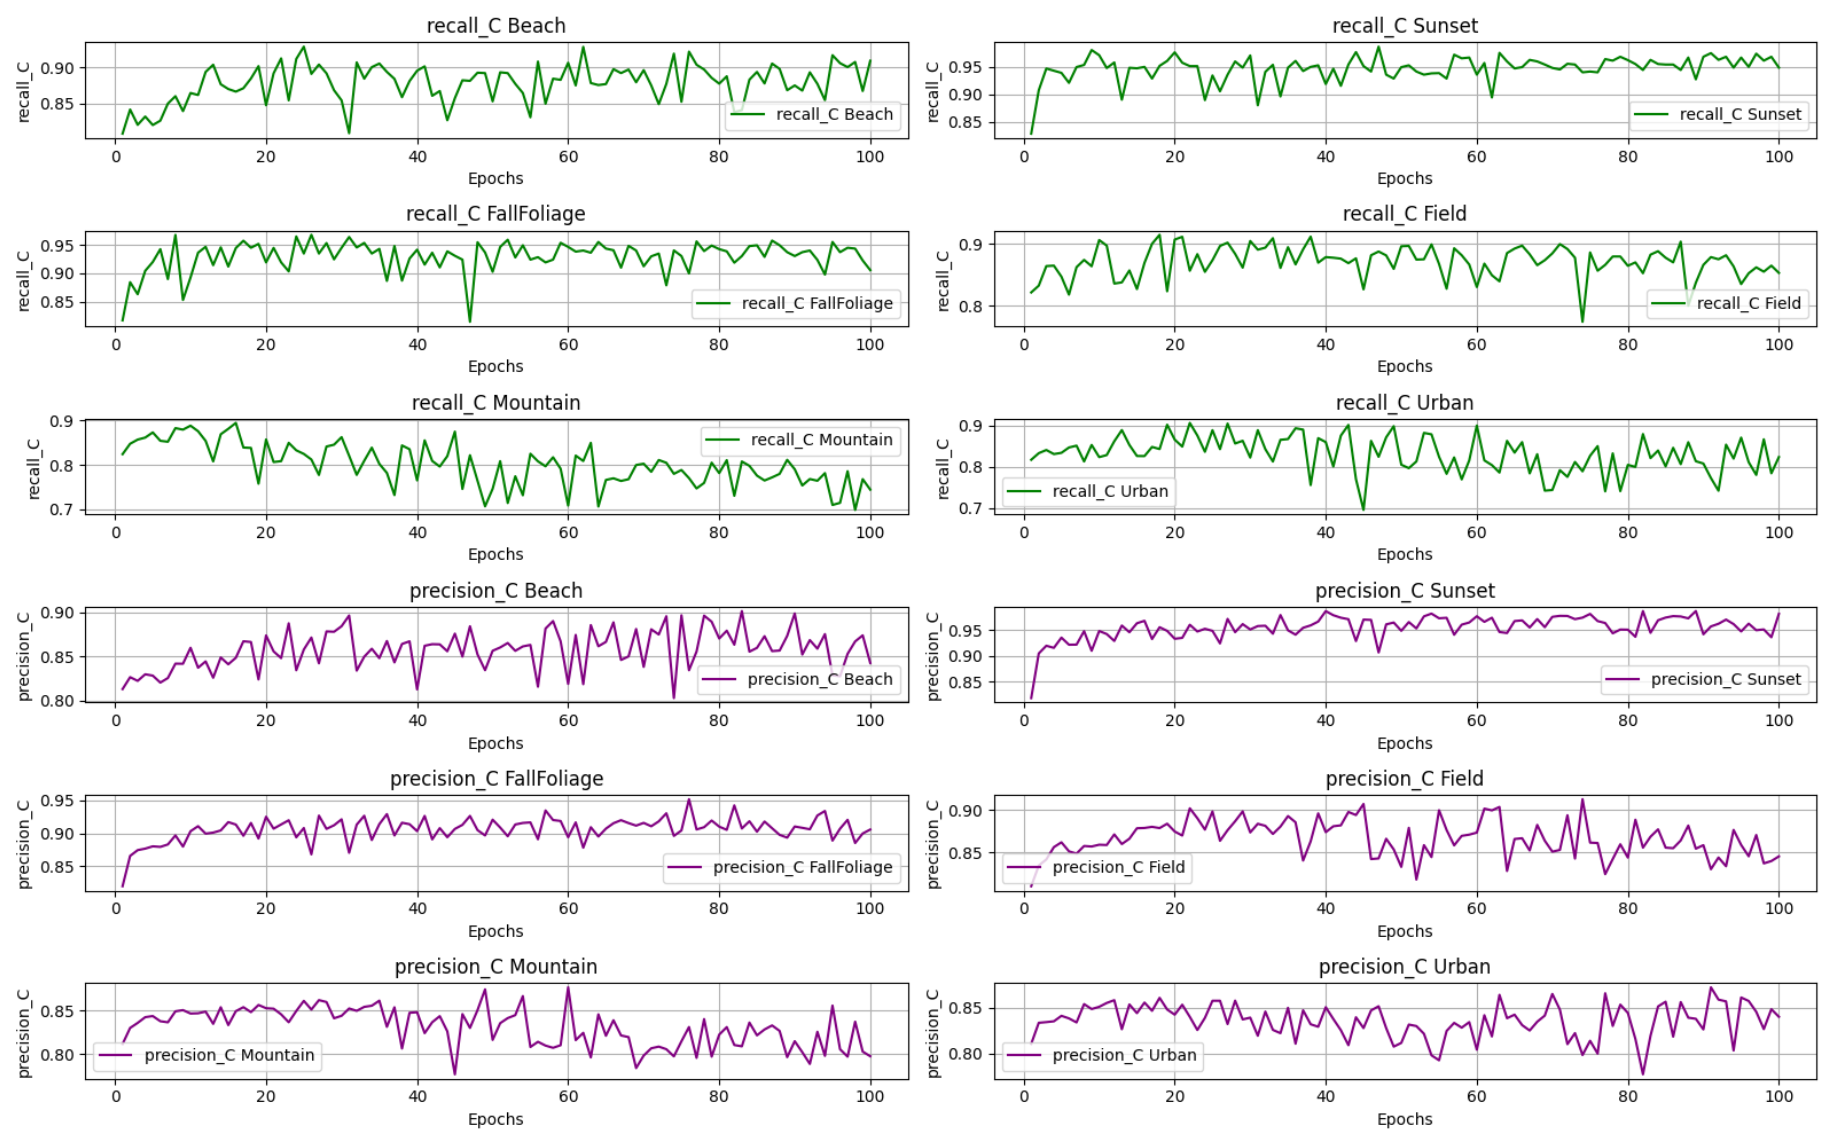 recall_C Beach
recall_C
0.90
0.85
recall_C Beach
0 20 40 60 80 100
Epochs
recall_C Sunset
recall_C
0.95
0.90
0.85
recall_C Sunset
0 20 40 60 80 100
Epochs
recall_C FallFoliage
recall_C
0.95
0.90
0.85
recall_C FallFoliage
0 20 40 60 80 100
Epochs
recall_C Field
recall_C
0.9
0.8
recall_C Field
0 20 40 60 80 100
Epochs
recall_C Mountain
recall_C
0.9
0.8
0.7
recall_C Mountain
0 20 40 60 80 100
Epochs
recall_C Urban
recall_C
0.9
0.8
0.7
recall_C Urban
0 20 40 60 80 100
Epochs
precision_C Beach
precision_C
0.90
0.85
0.80
precision_C Beach
0 20 40 60 80 100
Epochs
precision_C Sunset
precision_C
0.95
0.90
0.85
precision_C Sunset
0 20 40 60 80 100
Epochs
precision_C FallFoliage
precision_C
0.95
0.90
0.85
precision_C FallFoliage
0 20 40 60 80 100
Epochs
precision_C Field
precision_C
0.90
0.85
precision_C Field
0 20 40 60 80 100
Epochs
precision_C Mountain
precision_C
0.85
0.80
precision_C Mountain
0 20 40 60 80 100
Epochs
precision_C Urban
precision_C
0.85
0.80
precision_C Urban
0 20 40 60 80 100
Epochs